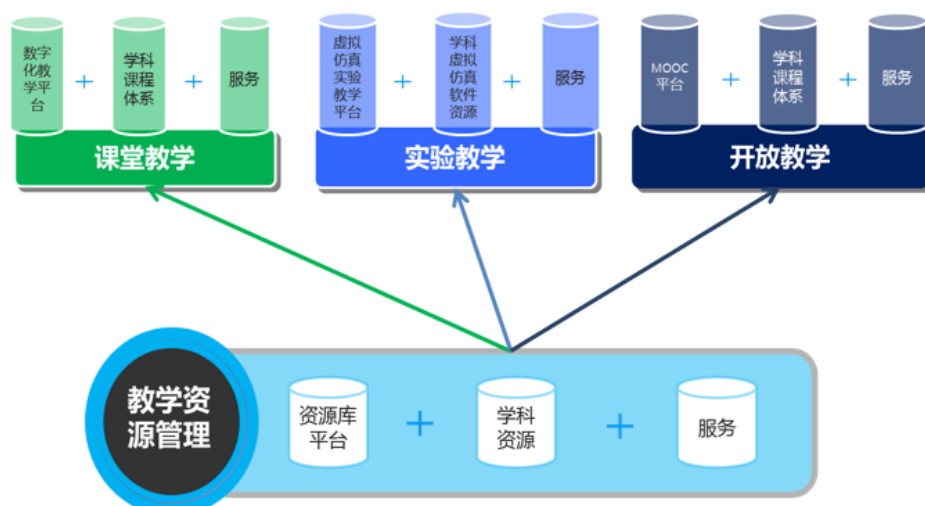 数字
化教
学平
台
+
学科
课程
体系
+
服务
课堂教学
虚拟
仿真
实验
教学
平台
+
学科
虚拟
仿真
软件
资源
+
服务
实验教学
MOOC
平台
+
学科
课程
体系
+
服务
开放教学
教学资
源管理
资源库
平台
+
学科
资源
+
服务